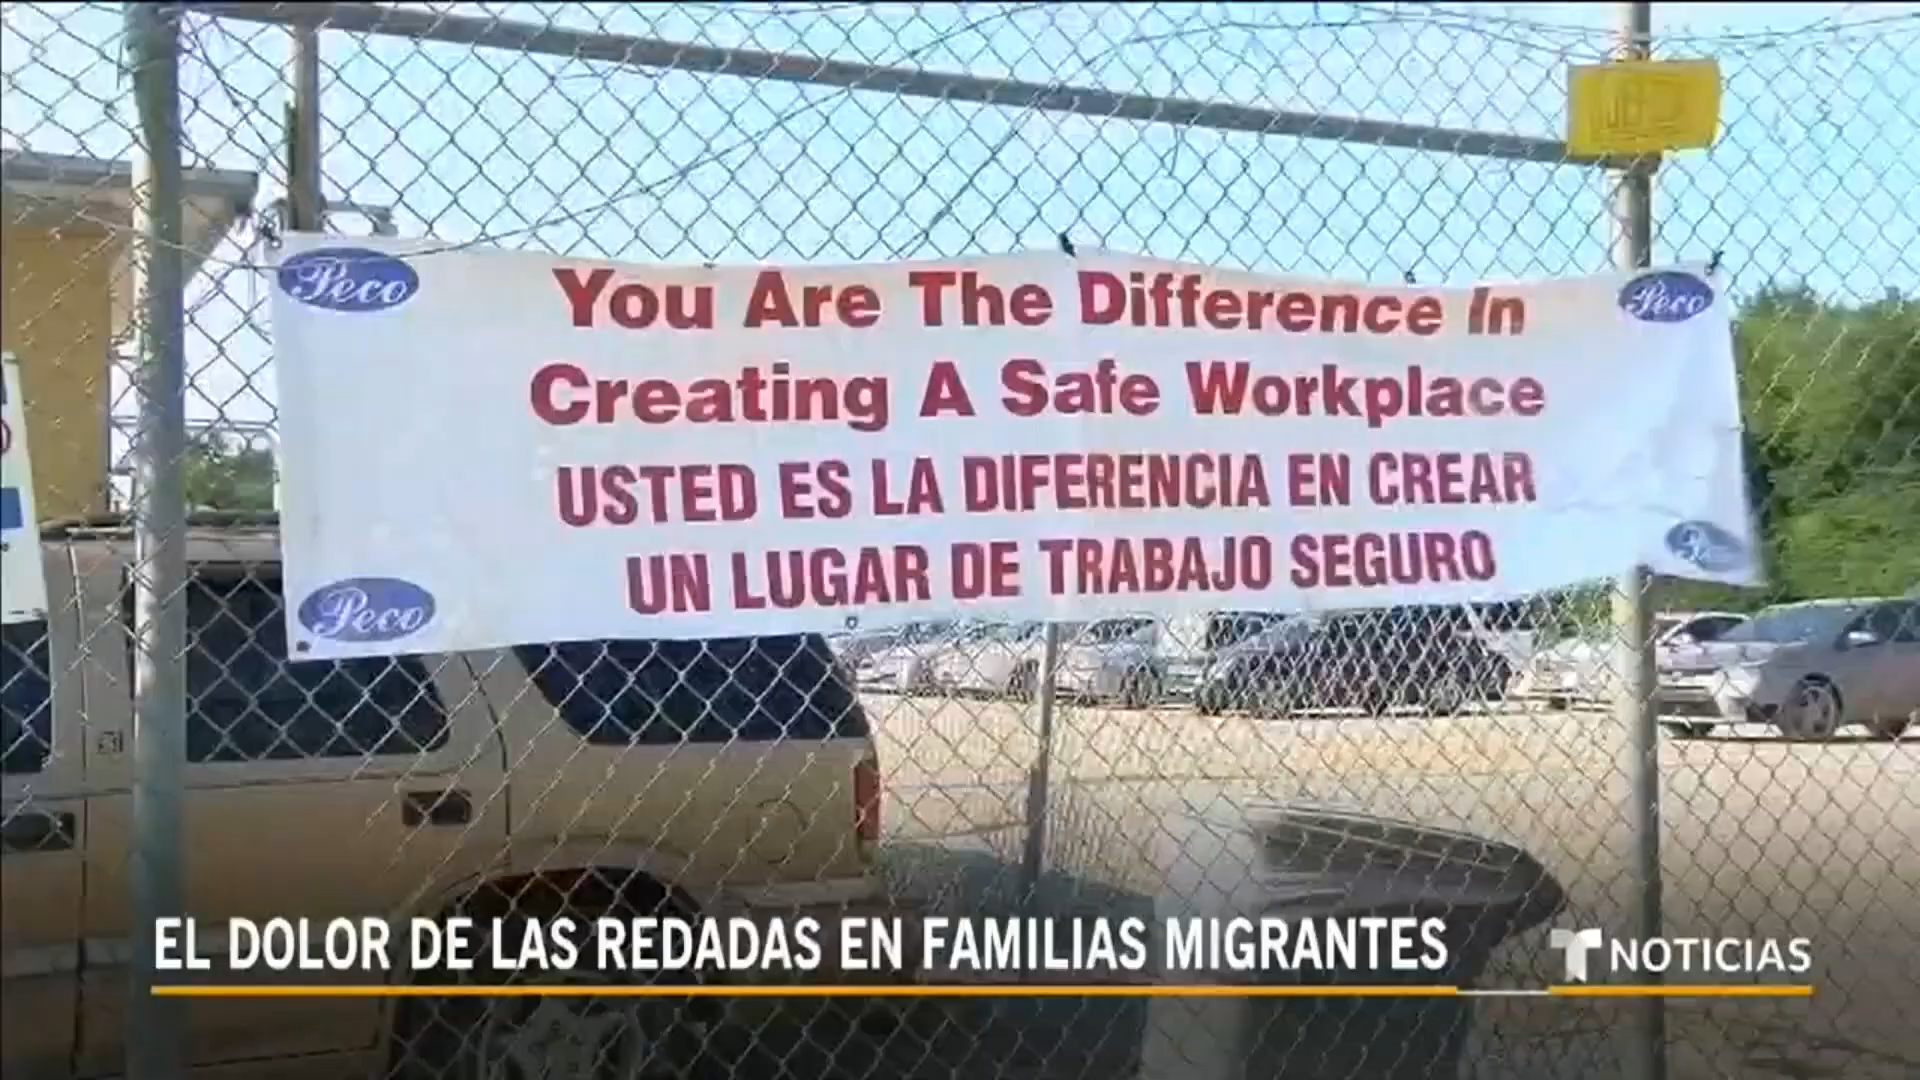 Peco
Peco
You Are The Difference In
Creating A Safe Workplace
USTED ES LA DIFERENCIA EN CREAR
UN LUGAR DE TRABAJO SEGURO
Peco
EL DOLOR DE LAS REDADAS EN FAMILIAS MIGRANTES
NOTICIAS